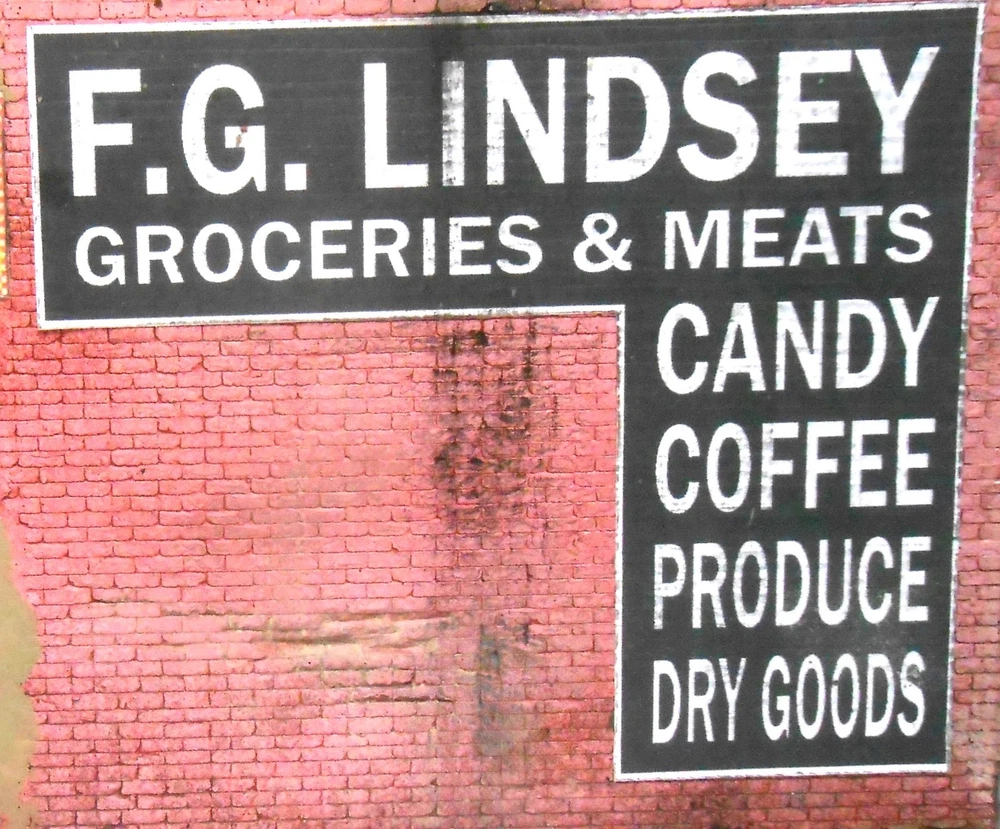 F.G. LINDSEY
GROCERIES & MEATS
CANDY
COFFEE
PRODUCE
DRY GOODS